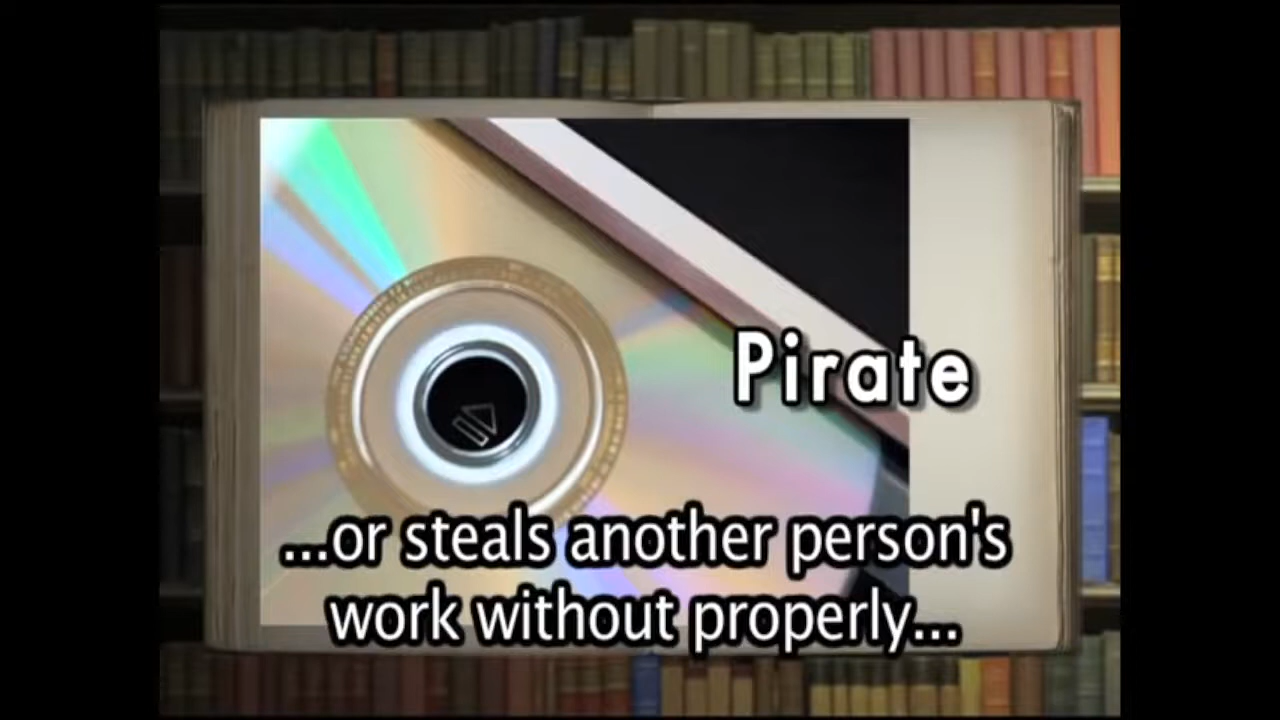 Pirate
...or steals another person's
work without properly...